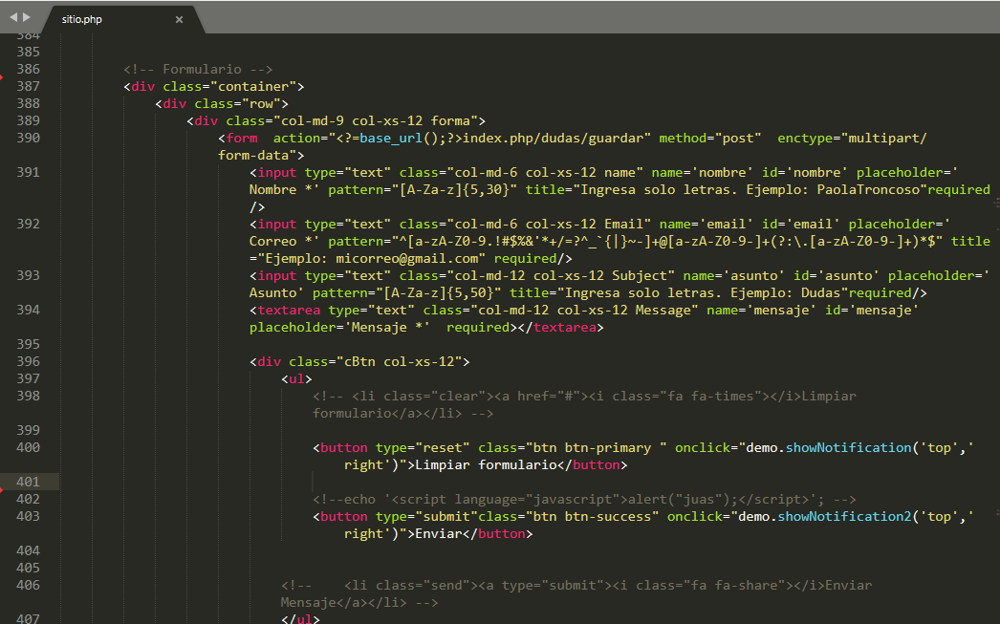 sitio.php
384
385
386 <!-- Formulario -->
387 <div class="container">
388 <div class="row">
389 <div class="col-md-9 col-xs-12 forma">
390 <form  action="<?=base_url();?>index.php/dudas/guardar" method="post"  enctype="multipart/
form-data">
391 <input type="text" class="col-md-6 col-xs-12 name" name='nombre' id='nombre' placeholder='
Nombre *' pattern="[A-Za-z]{5,30}" title="Ingresa solo letras. Ejemplo: PaolaTroncoso"required
/>
392 <input type="text" class="col-md-6 col-xs-12 Email" name='email' id='email' placeholder='
Correo *' pattern="^[a-zA-Z0-9.!#$%&'*+/=?^_`{|}~-]+@[a-zA-Z0-9-]+(?:\.[a-zA-Z0-9-]+)*$" title
="Ejemplo: micorreo@gmail.com" required/>
393 <input type="text" class="col-md-12 col-xs-12 Subject" name='asunto' id='asunto' placeholder='
Asunto' pattern="[A-Za-z]{5,50}" title="Ingresa solo letras. Ejemplo: Dudas"required/>
394 <textarea type="text" class="col-md-12 col-xs-12 Message" name='mensaje' id='mensaje'
placeholder='Mensaje *'  required></textarea>
395
396 <div class="cBtn col-xs-12">
397 <ul>
398 <!-- <li class="clear"><a href="#"><i class="fa fa-times"></i>Limpiar
formulario</a></li> -->
399
400 <button type="reset" class="btn btn-primary " onclick="demo.showNotification('top','
right')">Limpiar formulario</button>
401
402 <!--echo '<script language="javascript">alert("juas");</script>'; -->
403 <button type="submit"class="btn btn-success" onclick="demo.showNotification2('top','
right')">Enviar</button>
404
405
406 <!--    <li class="send"><a type="submit"><i class="fa fa-share"></i>Enviar
Mensaje</a></li> -->
407 </ul>